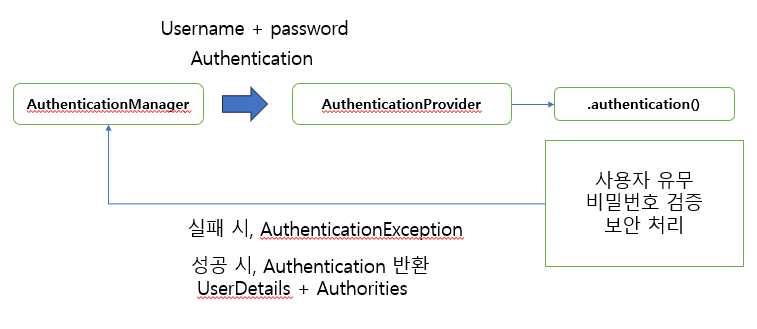 Username + password
Authentication
AuthenticationManager
AuthenticationProvider
.authentication()
사용자 유무
비밀번호 검증
보안 처리
실패 시, AuthenticationException
성공 시, Authentication 반환
UserDetails + Authorities